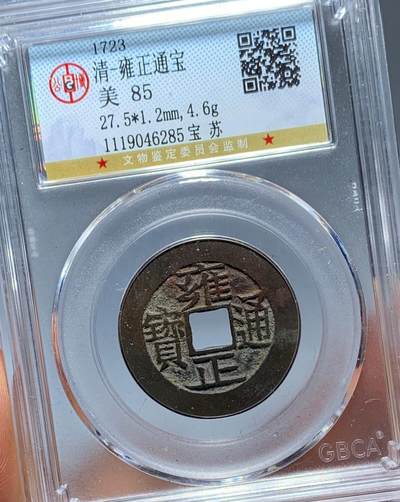 1723
清-雍正通宝
美 85
27.5*1.2mm,4.6g
1119046285 宝 苏
★ 文物鉴定委员会监制 ★
雍正通寶
GBCA®